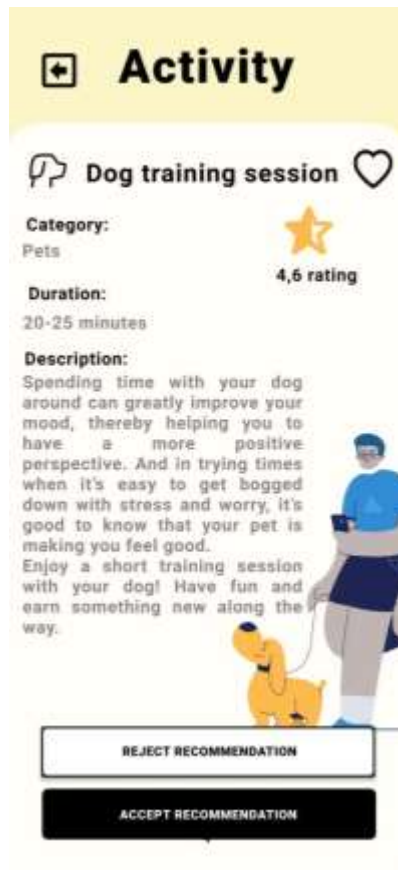 Activity
Dog training session
Category:
Pets
4,6 rating
Duration:
20-25 minutes
Description:
Spending time with your dog
around can greatly improve your
mood, thereby helping you to
have a more positive
perspective. And in trying times
when it's easy to get bogged
down with stress and worry, it's
good to know that your pet is
making you feel good.
Enjoy a short training session
with your dog! Have fun and
earn something new along the
way.
REJECT RECOMMENDATION
ACCEPT RECOMMENDATION